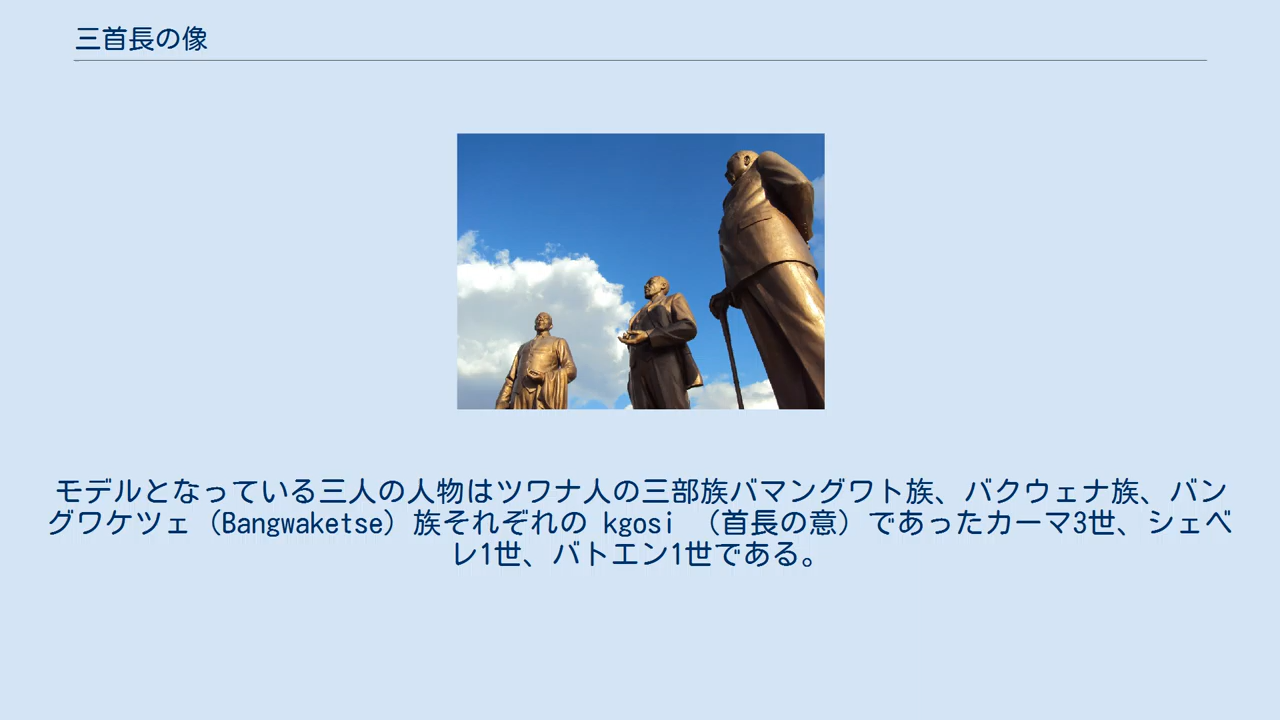 三首長の像
モデルとなっている三人の人物はツワナ人の三部族バマングワト族、バクウェナ族、バン
グワケツェ（Bangwaketse）族それぞれの kgosi （首長の意）であったカーマ3世、シェベ
レ1世、バトエン1世である。